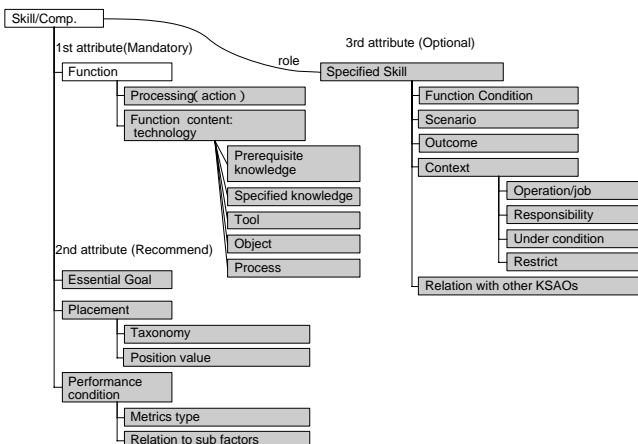 Skill/Comp.
1st attribute(Mandatory)
Function
Processing( action )
Function content:
technology
Prerequisite
knowledge
Specified knowledge
Tool
Object
Process
2nd attribute (Recommend)
Essential Goal
Placement
Taxonomy
Position value
Performance
condition
Metrics type
Relation to sub factors
role
3rd attribute (Optional)
Specified Skill
Function Condition
Scenario
Outcome
Context
Operation/job
Responsibility
Under condition
Restrict
Relation with other KSAOs